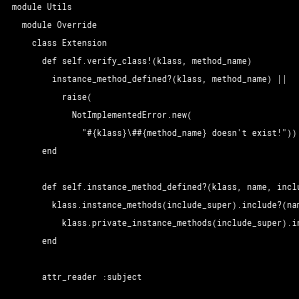 module Utils
module Override
class Extension
def self.verify_class!(klass, method_name)
instance_method_defined?(klass, method_name) ||
raise(
NotImplementedError.new(
"#{klass}\##{method_name} doesn't exist!"))
end
def self.instance_method_defined?(klass, name, inclu
klass.instance_methods(include_super).include?(nam
klass.private_instance_methods(include_super).in
end
attr_reader :subject